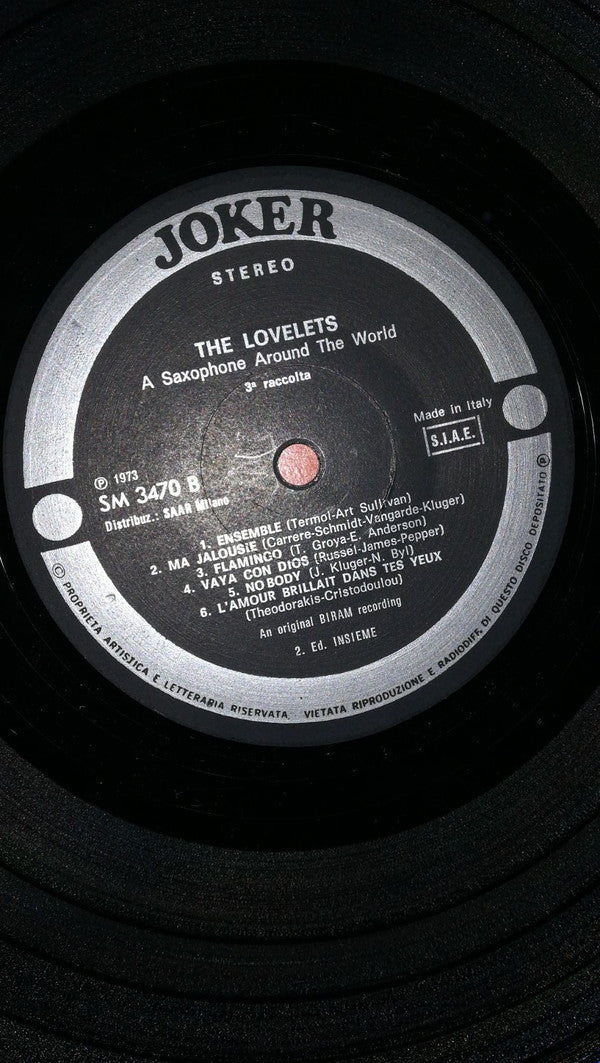 JOKER
STEREO
THE LOVELETS
A Saxophone Around The World
3ª raccolta
Made in Italy
S.I.A.E.
Ⓟ 1973
SM 3470 B
Distribuz.: SAAR Milano
1. ENSEMBLE (Termol-Art Sullivan)
2. MA JALOUSIE (Carrere-Schmidt-Vangarde-Kluger)
3. FLAMINGO (T. Groya-E. Anderson)
4. VAYA CON DIOS (Russel-James-Pepper)
5. NOBODY (J. Kluger-N. Byl)
6. L'AMOUR BRILLAIT DANS TES YEUX
(Theodorakis-Cristodoulou)
An original BIRAM recording
2. Ed. INSIEME
© PROPRIETA ARTISTICA E LETTERARIA RISERVATA. VIETATA RIPRODUZIONE E RADIODIFF. DI QUESTO DISCO DEPOSITATO Ⓟ